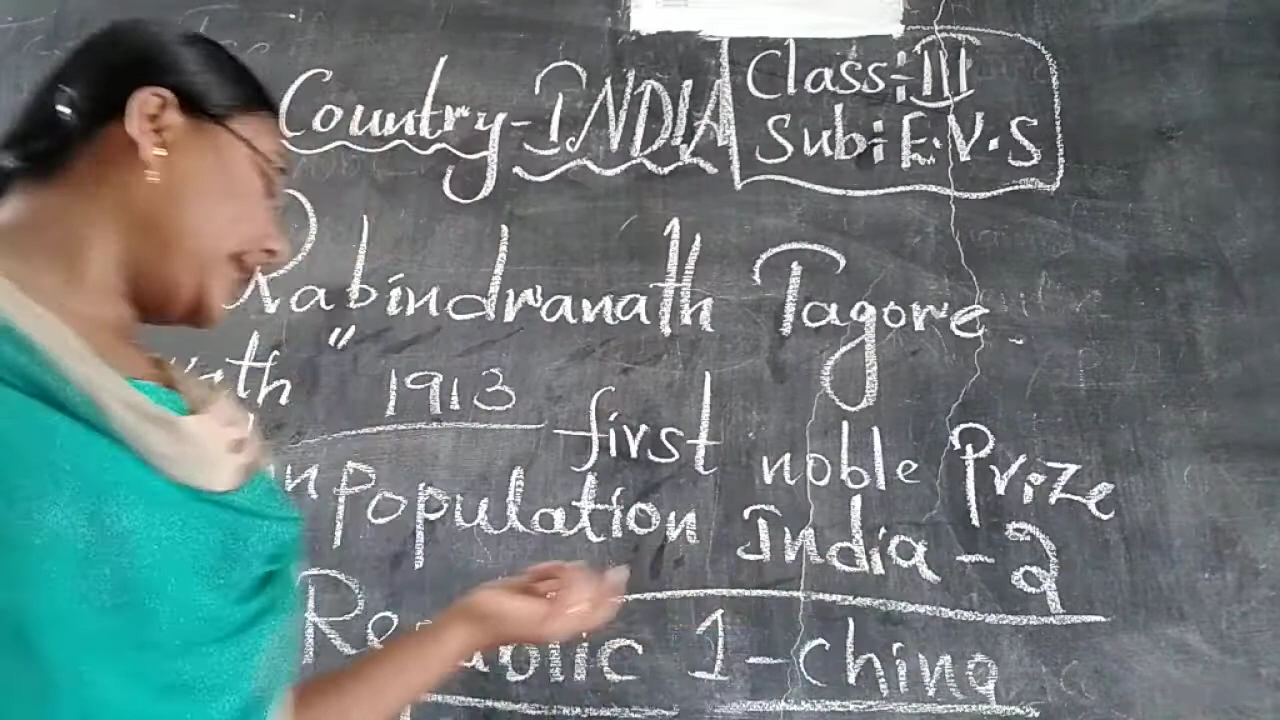 Country-INDIA
Class:-III
Sub: E.V.S
Rabindranath Tagore.
"
1913 first noble Prize
Population India - 2
1 - China